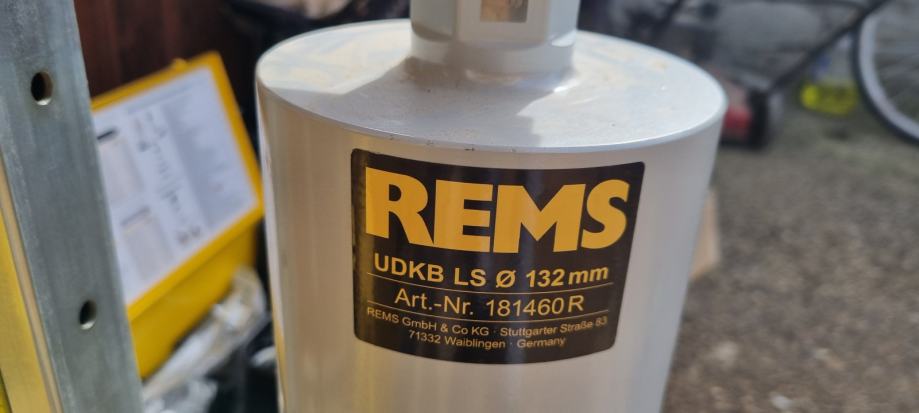 REMS
UDKB LS Ø 132 mm
Art.-Nr. 181460 R
REMS GmbH & Co KG · Stuttgarter Straße 83
71332 Waiblingen · Germany